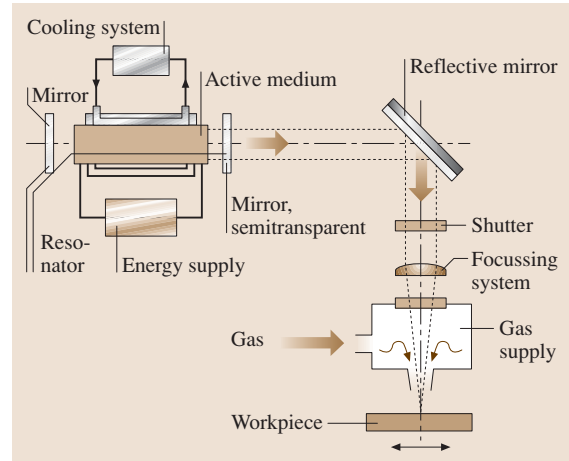 Cooling system
Active medium
Reflective mirror
Mirror
Mirror,
semitransparent
Reso-
nator
Energy supply
Shutter
Focussing
system
Gas
Gas
supply
Workpiece